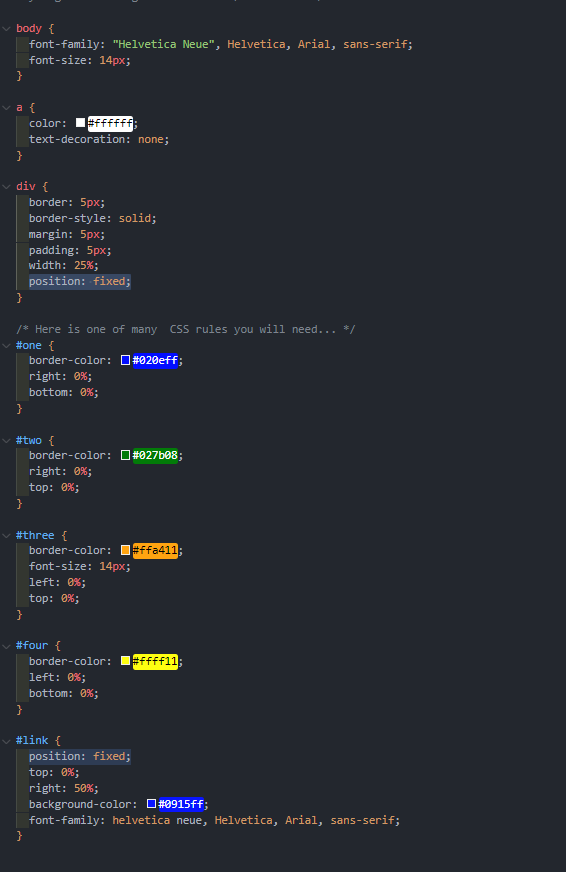 body {
font-family: "Helvetica Neue", Helvetica, Arial, sans-serif;
font-size: 14px;
}
a {
color: #ffffff;
text-decoration: none;
}
div {
border: 5px;
border-style: solid;
margin: 5px;
padding: 5px;
width: 25%;
position: fixed;
}
/* Here is one of many  CSS rules you will need... */
#one {
border-color: #020eff;
right: 0%;
bottom: 0%;
}
#two {
border-color: #027b08;
right: 0%;
top: 0%;
}
#three {
border-color: #ffa411;
font-size: 14px;
left: 0%;
top: 0%;
}
#four {
border-color: #ffff11;
left: 0%;
bottom: 0%;
}
#link {
position: fixed;
top: 0%;
right: 50%;
background-color: #0915ff;
font-family: helvetica neue, Helvetica, Arial, sans-serif;
}